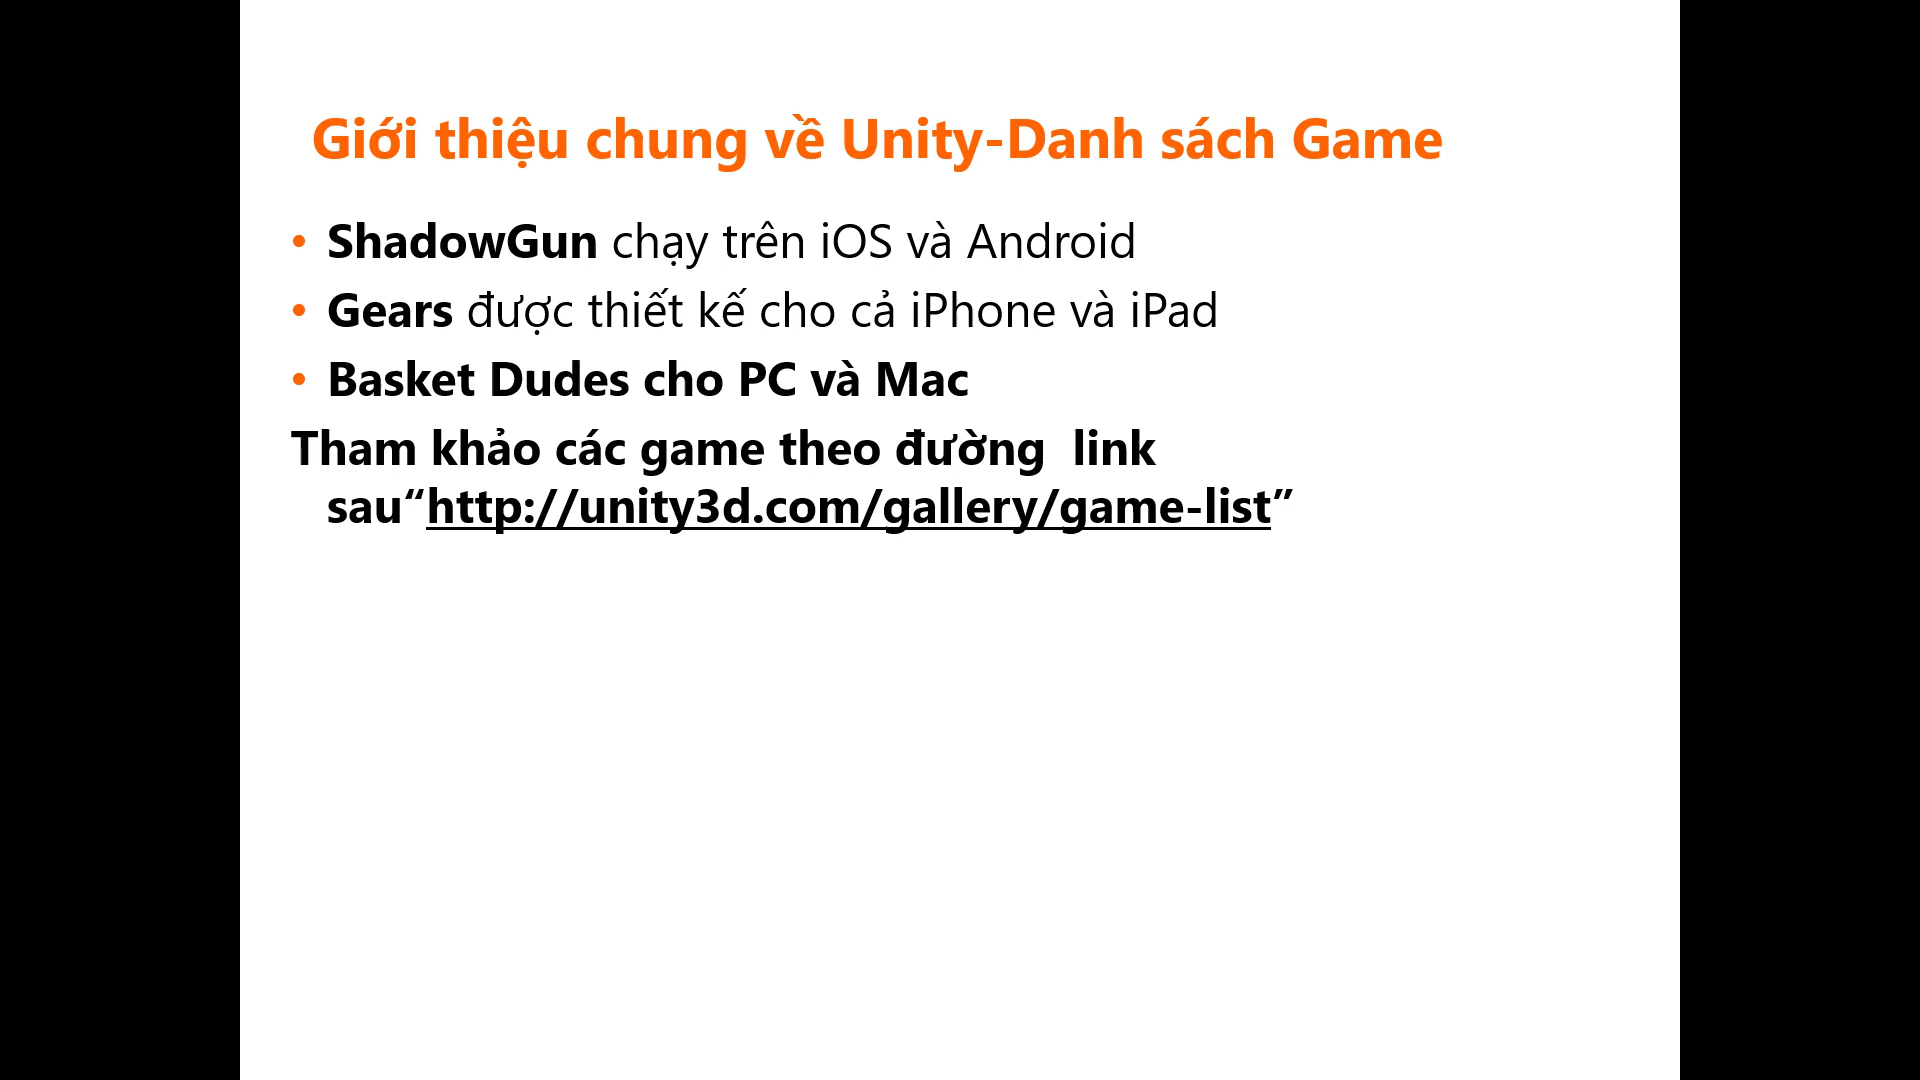 Giới thiệu chung về Unity-Danh sách Game
• ShadowGun chạy trên iOS và Android
• Gears được thiết kế cho cả iPhone và iPad
• Basket Dudes cho PC và Mac
Tham khảo các game theo đường  link
sau“http://unity3d.com/gallery/game-list”